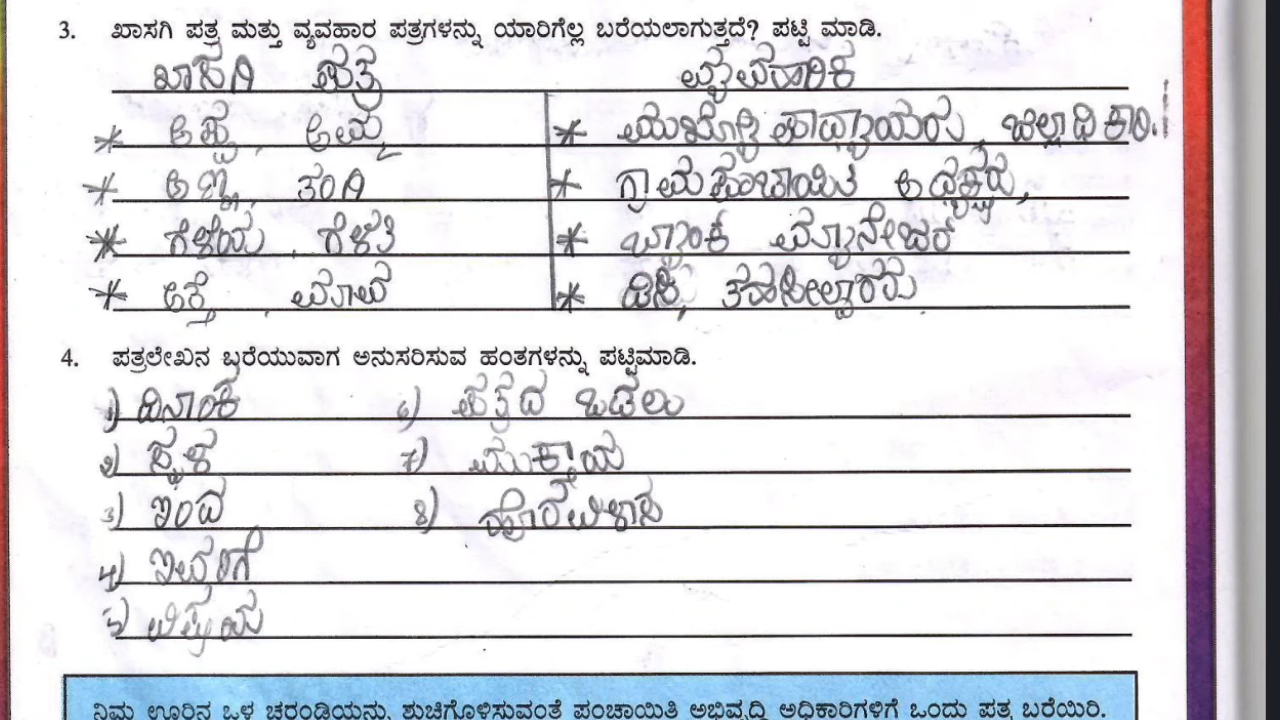 3. ಖಾಸಗಿ ಪತ್ರ ಮತ್ತು ವ್ಯವಹಾರ ಪತ್ರಗಳನ್ನು ಯಾರಿಗೆಲ್ಲ ಬರೆಯಲಾಗುತ್ತದೆ? ಪಟ್ಟಿ ಮಾಡಿ.
ಖಾಸಗಿ ಪತ್ರ ವ್ಯವಹಾರಿಕ
* ಅಪ್ಪ, ಅಮ್ಮ * ಮುಖ್ಯೋಪಾಧ್ಯಾಯರು, ಜಿಲ್ಲಾಧಿಕಾರಿ.
* ಅಣ್ಣ, ತಂಗಿ * ಗ್ರಾಮಪಂಚಾಯಿತಿ ಅಧ್ಯಕ್ಷರು,
* ಗೆಳೆಯ, ಗೆಳತಿ * ಬ್ಯಾಂಕ ಮ್ಯಾನೇಜರ್
* ಅತ್ತೆ, ಮಾವ * ತಹಸೀಲ್ದಾರರು
4. ಪತ್ರಲೇಖನ ಬರೆಯುವಾಗ ಅನುಸರಿಸುವ ಹಂತಗಳನ್ನು ಪಟ್ಟಿಮಾಡಿ.
1) ದಿನಾಂಕ 6) ಪತ್ರದ ಒಡಲು
2) ಸ್ಥಳ 7) ಮುಕ್ತಾಯ
3) ಇಂದ 8) ಹೊರವಿಳಾಸ
4) ಇವರಿಗೆ
5) ವಿಷಯ
ನಿಮ್ಮ ಊರಿನ ಒಳ ಚರಂಡಿಯನ್ನು ಶುಚಿಗೊಳಿಸುವಂತೆ ಪಂಚಾಯಿತಿ ಅಭಿವೃದ್ಧಿ ಅಧಿಕಾರಿಗಳಿಗೆ ಒಂದು ಪತ್ರ ಬರೆಯಿರಿ.